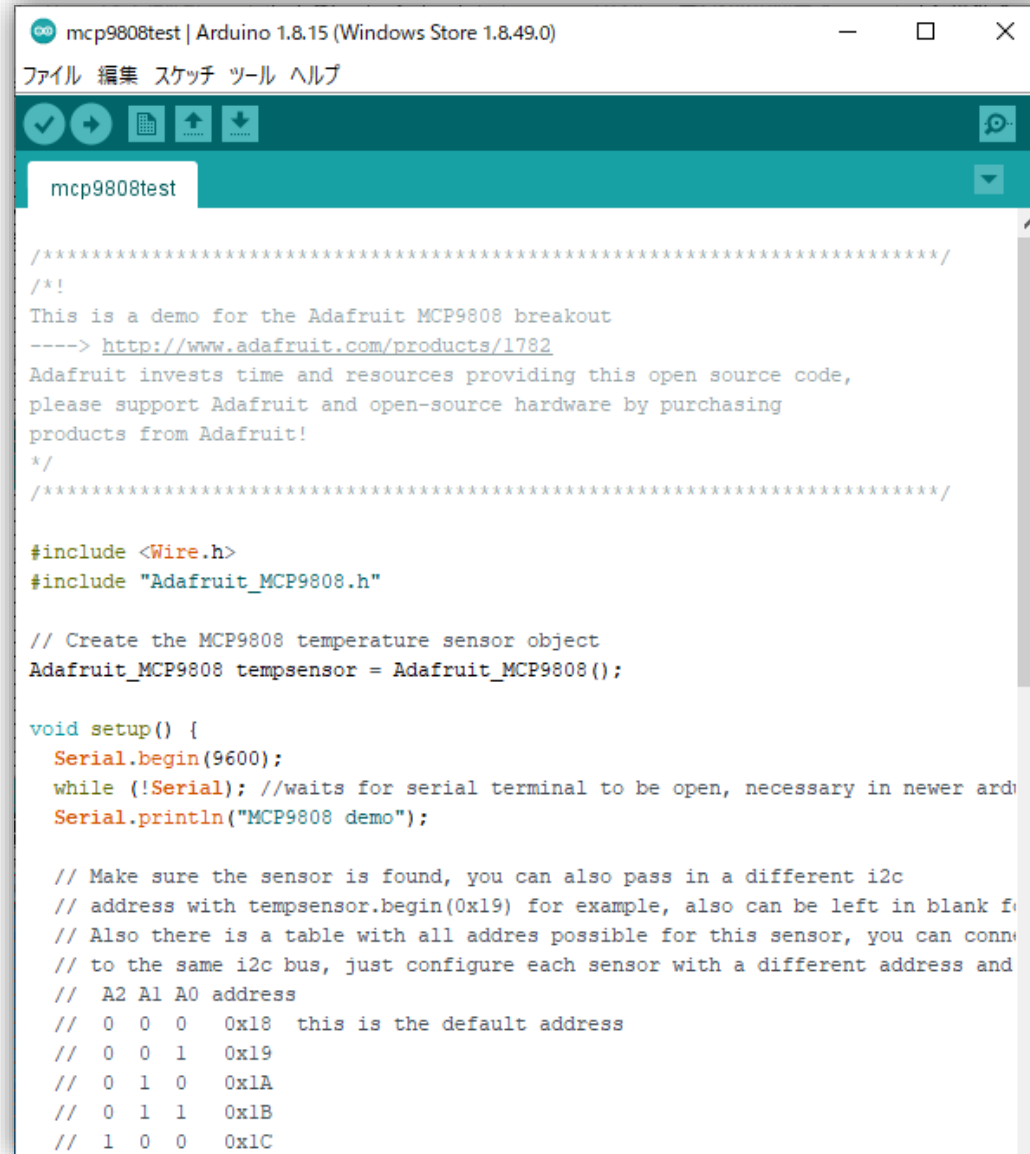 mcp9808test | Arduino 1.8.15 (Windows Store 1.8.49.0)
ファイル 編集 スケッチ ツール ヘルプ
mcp9808test
/**************************************************************************/
/*!
This is a demo for the Adafruit MCP9808 breakout
----> http://www.adafruit.com/products/1782
Adafruit invests time and resources providing this open source code,
please support Adafruit and open-source hardware by purchasing
products from Adafruit!
*/
/**************************************************************************/
#include <Wire.h>
#include "Adafruit_MCP9808.h"
// Create the MCP9808 temperature sensor object
Adafruit_MCP9808 tempsensor = Adafruit_MCP9808();
void setup() {
Serial.begin(9600);
while (!Serial); //waits for serial terminal to be open, necessary in newer
Serial.println("MCP9808 demo");
// Make sure the sensor is found, you can also pass in a different i2c
// address with tempsensor.begin(0x19) for example, also can be left in blank
// Also there is a table with all addres possible for this sensor, you can
// to the same i2c bus, just configure each sensor with a different address and
// A2 A1 A0 address
// 0 0 0 0x18 this is the default address
// 0 0 1 0x19
// 0 1 0 0x1A
// 0 1 1 0x1B
// 1 0 0 0x1C